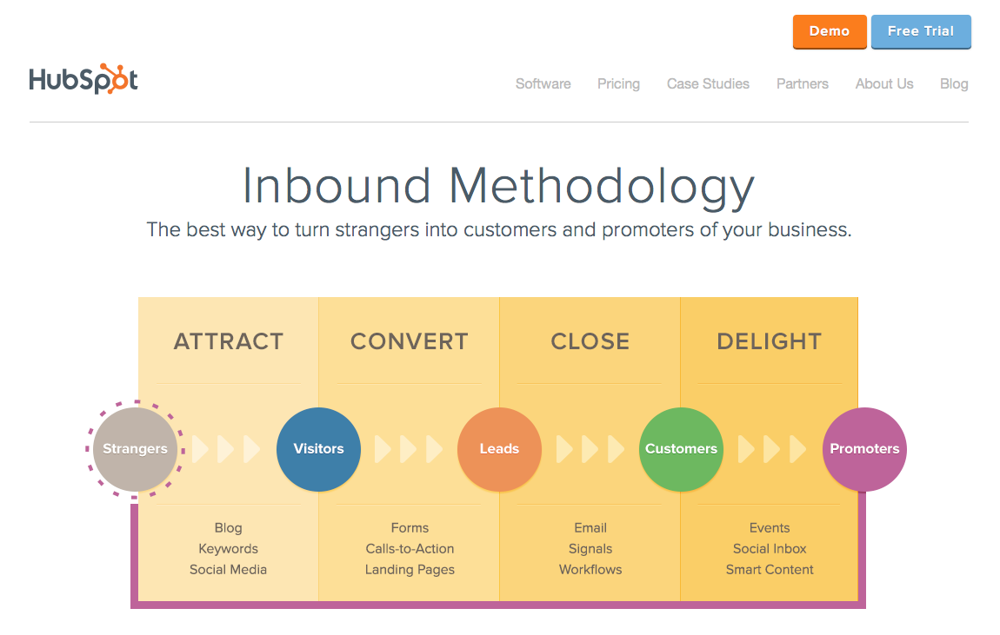 Demo Free Trial
HubSpot
Software Pricing Case Studies Partners About Us Blog
Inbound Methodology
The best way to turn strangers into customers and promoters of your business.
ATTRACT CONVERT CLOSE DELIGHT
Strangers Visitors Leads Customers Promoters
Blog Forms Email Events
Keywords Calls-to-Action Signals Social Inbox
Social Media Landing Pages Workflows Smart Content